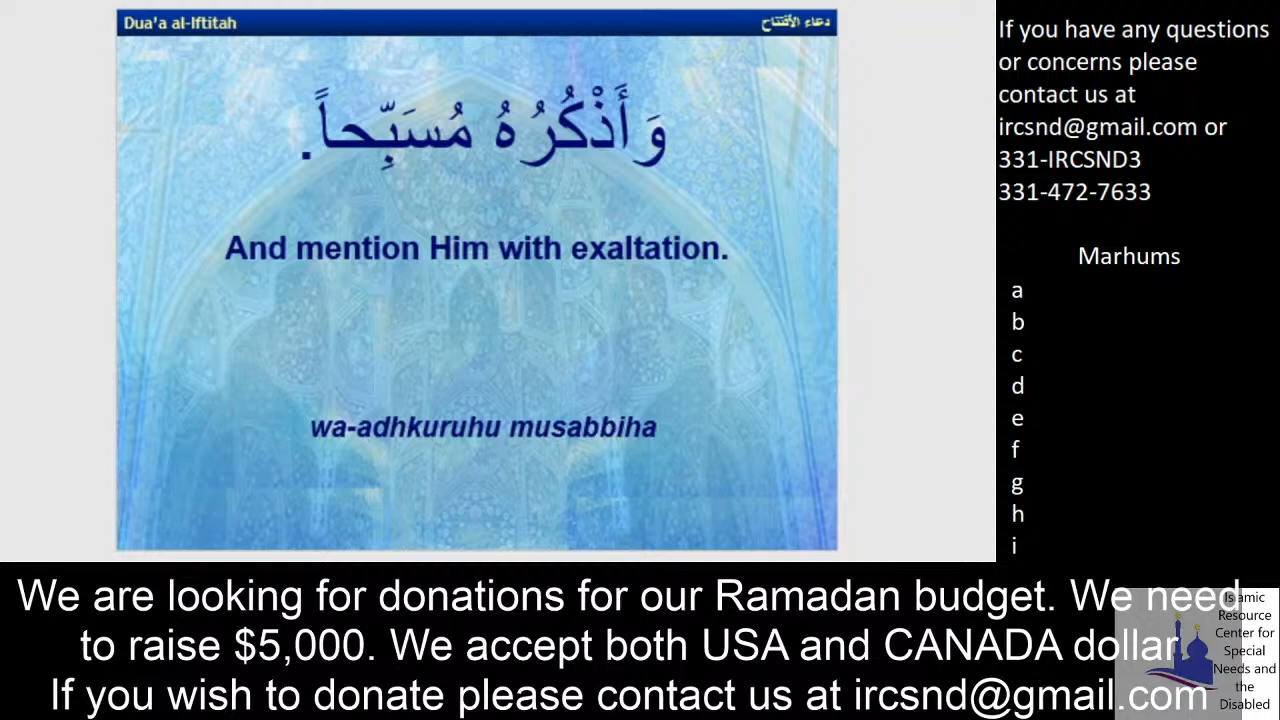 Dua'a al-Iftitah
دعاء الأفتتاح
وَأَذْكُرُهُ مُسَبِّحاً.
And mention Him with exaltation.
wa-adhkuruhu musabbiha
If you have any questions
or concerns please
contact us at
ircsnd@gmail.com or
331-IRCSND3
331-472-7633
Marhums
a
b
c
d
e
f
g
h
i
We are looking for donations for our Ramadan budget. We need
to raise $5,000. We accept both USA and CANADA dollar
If you wish to donate please contact us at ircsnd@gmail.com
Islamic
Resource
Center for
Special
Needs and
the
Disabled